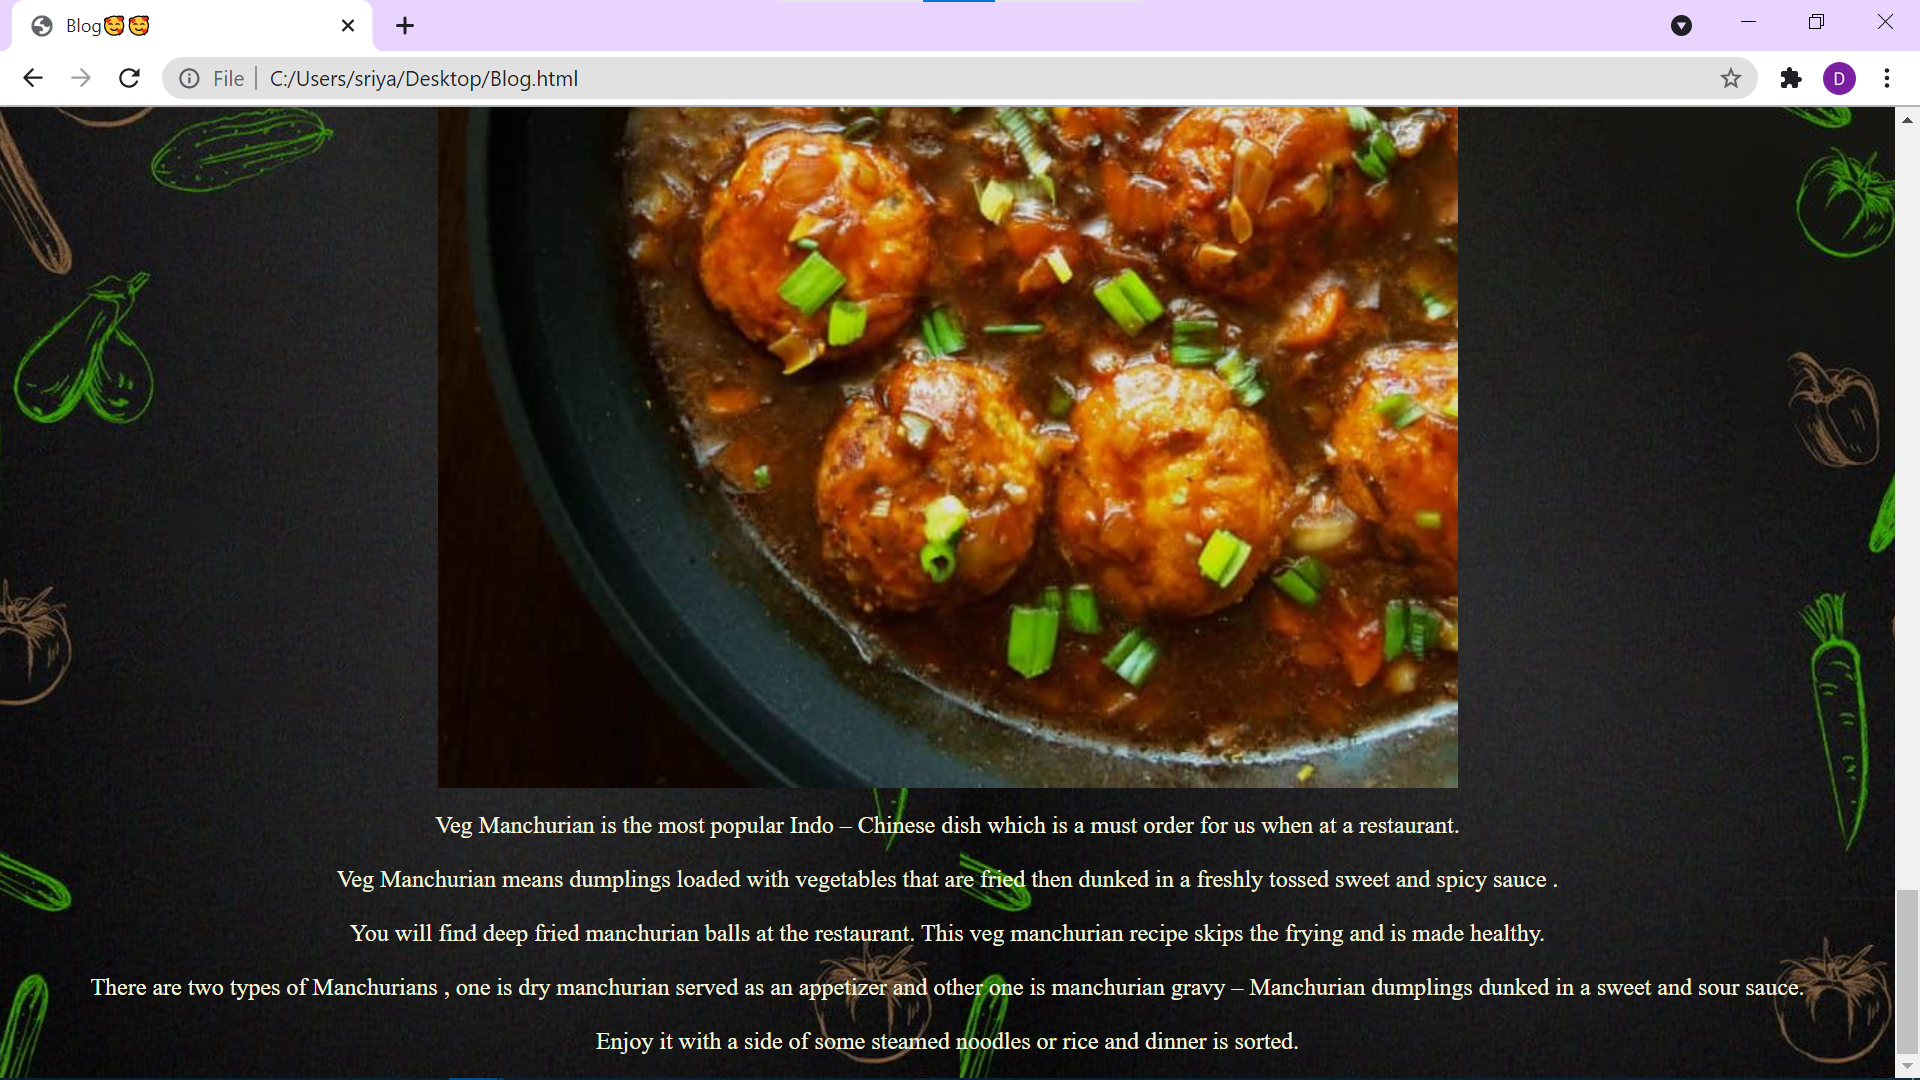 Blog🥰🥰
File
C:/Users/sriya/Desktop/Blog.html
D
Veg Manchurian is the most popular Indo – Chinese dish which is a must order for us when at a restaurant.
Veg Manchurian means dumplings loaded with vegetables that are fried then dunked in a freshly tossed sweet and spicy sauce .
You will find deep fried manchurian balls at the restaurant. This veg manchurian recipe skips the frying and is made healthy.
There are two types of Manchurians , one is dry manchurian served as an appetizer and other one is manchurian gravy – Manchurian dumplings dunked in a sweet and sour sauce.
Enjoy it with a side of some steamed noodles or rice and dinner is sorted.